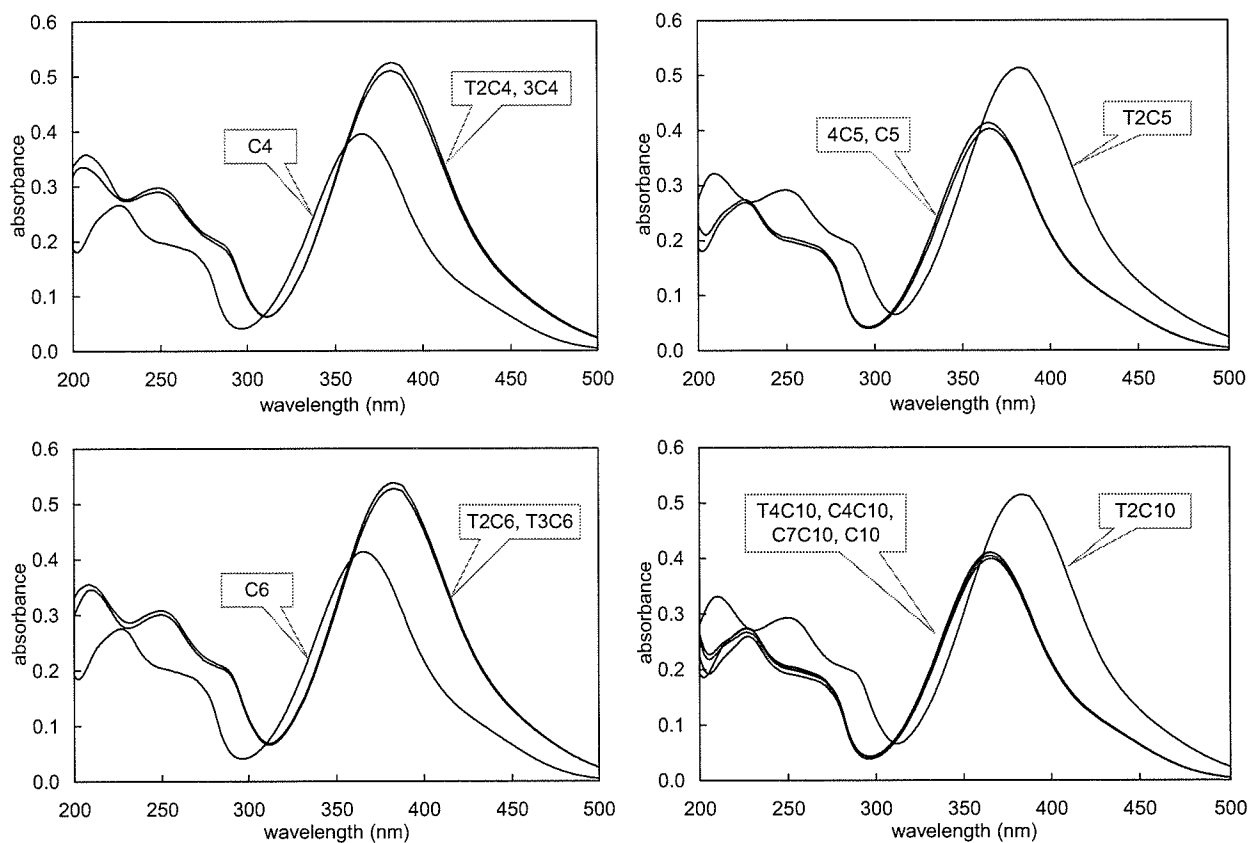 0.6
0.5
0.4
0.3
0.2
0.1
0.0
absorbance
C4
T2C4, 3C4
200 250 300 350 400 450 500
wavelength (nm)
0.6
0.5
0.4
0.3
0.2
0.1
0.0
absorbance
4C5, C5
T2C5
200 250 300 350 400 450 500
wavelength (nm)
0.6
0.5
0.4
0.3
0.2
0.1
0.0
absorbance
C6
T2C6, T3C6
200 250 300 350 400 450 500
wavelength (nm)
0.6
0.5
0.4
0.3
0.2
0.1
0.0
absorbance
T4C10, C4C10,
C7C10, C10
T2C10
200 250 300 350 400 450 500
wavelength (nm)